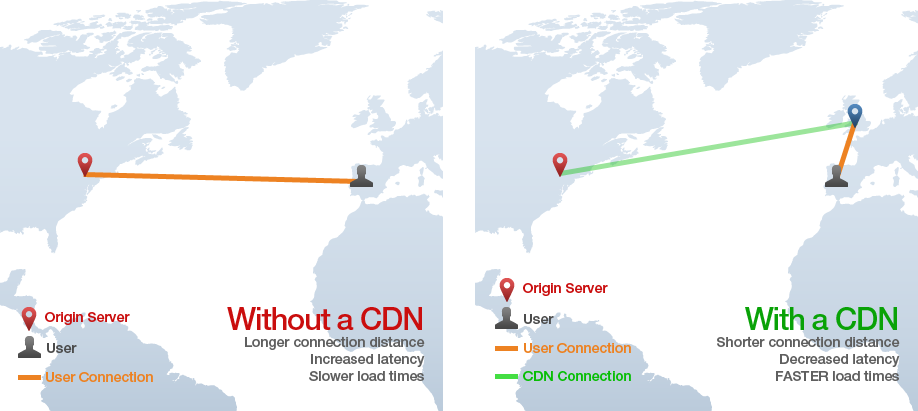 Without a CDN
Longer connection distance
Increased latency
Slower load times
Origin Server
User
User Connection
With a CDN
Shorter connection distance
Decreased latency
FASTER load times
Origin Server
User
User Connection
CDN Connection